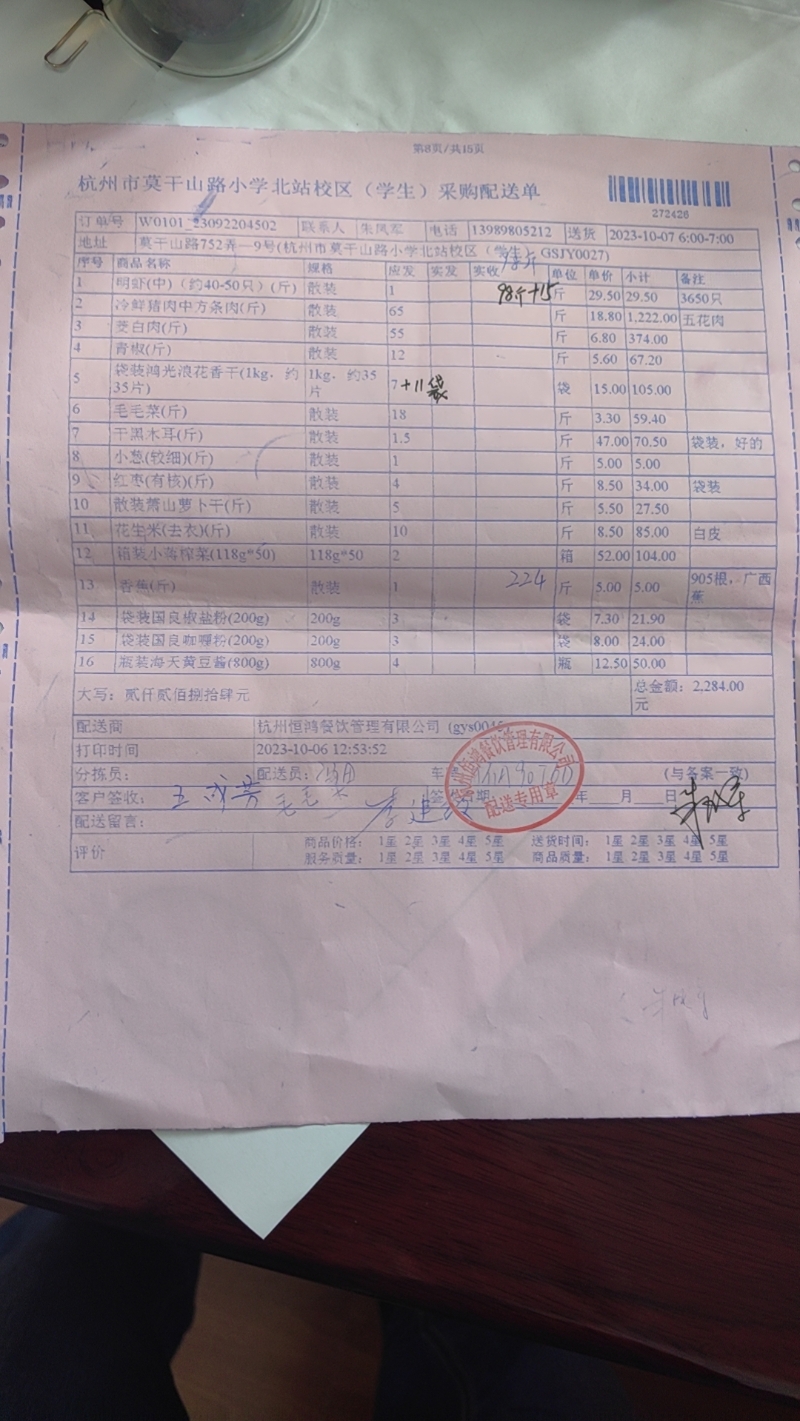 第8页/共15页
杭州市莫干山路小学北站校区（学生）采购配送单
272426
订单号 W0101_23092204502 联系人 朱凤军 电话 13989805212 送货 2023-10-07 6:00-7:00
地址 莫干山路752弄一9号(杭州市莫干山路小学北站校区（学生）GSJY0027)
序号 商品名称 规格 应发 实发 实收 单位 单价 小计 备注
1 明虾(中)（约40-50只）(斤) 散装 1 98斤+15 斤 29.50 29.50 3650只
2 冷鲜猪肉中方条肉(斤) 散装 65 斤 18.80 1,222.00 五花肉
3 茭白肉(斤) 散装 55 斤 6.80 374.00
4 青椒(斤) 散装 12 斤 5.60 67.20
5 袋装鸿光浪花香干(1kg，约35片) 1kg，约35片 7+11袋 袋 15.00 105.00
6 毛毛菜(斤) 散装 18 斤 3.30 59.40
7 干黑木耳(斤) 散装 1.5 斤 47.00 70.50 袋装，好的
8 小葱(较细)(斤) 散装 1 斤 5.00 5.00
9 红枣(有核)(斤) 散装 4 斤 8.50 34.00 袋装
10 散装萧山萝卜干(斤) 散装 5 斤 5.50 27.50
11 花生米(去衣)(斤) 散装 10 斤 8.50 85.00 白皮
12 箱装小薄榨菜(118g*50) 118g*50 2 箱 52.00 104.00
13 香蕉(斤) 散装 1 224 斤 5.00 5.00 905根，广西蕉
14 袋装国良椒盐粉(200g) 200g 3 袋 7.30 21.90
15 袋装国良咖喱粉(200g) 200g 3 袋 8.00 24.00
16 瓶装海天黄豆酱(800g) 800g 4 瓶 12.50 50.00
大写：贰仟贰佰捌拾肆元 总金额：2,284.00元
配送商 杭州恒鸿餐饮管理有限公司
打印时间 2023-10-06 12:53:52
分拣员： 配送员： (与备案一致)
客户签收： 年 月 日
配送专用章
配送留言：
评价 商品价格： 1星 2星 3星 4星 5星 送货时间： 1星 2星 3星 4星 5星
服务质量： 1星 2星 3星 4星 5星 商品质量： 1星 2星 3星 4星 5星